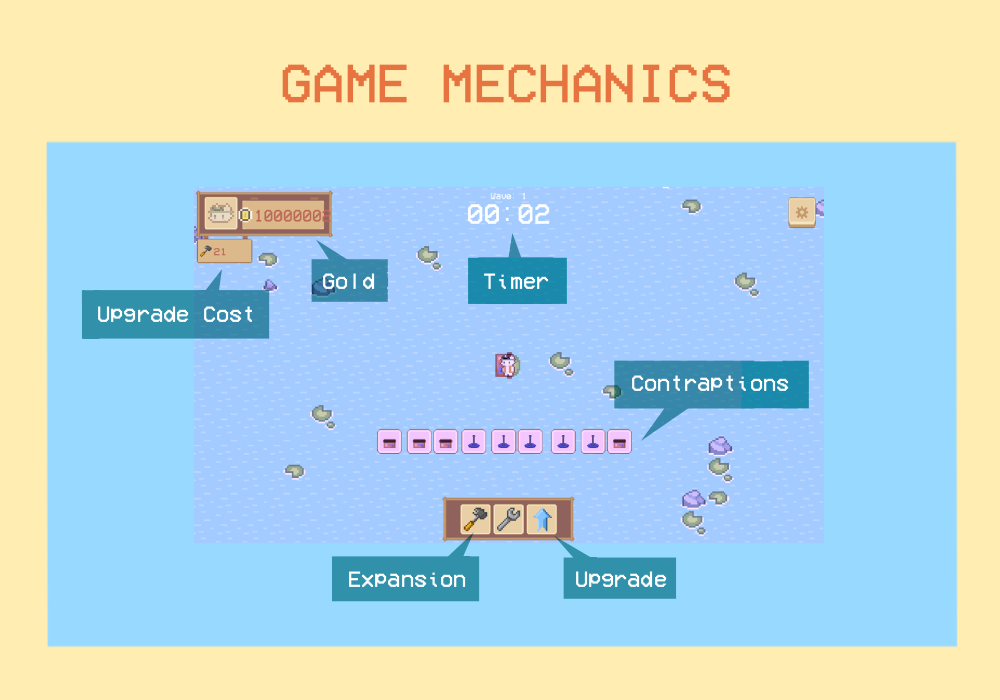 GAME MECHANICS
Wave: 1
00:02
1000000
21
Gold
Timer
Upgrade Cost
Contraptions
Expansion
Upgrade